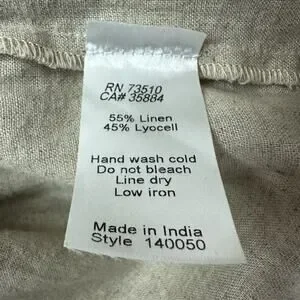 RN 73510
CA# 35884
55% Linen
45% Lyocell
Hand wash cold
Do not bleach
Line dry
Low iron
Made in India
Style 140050